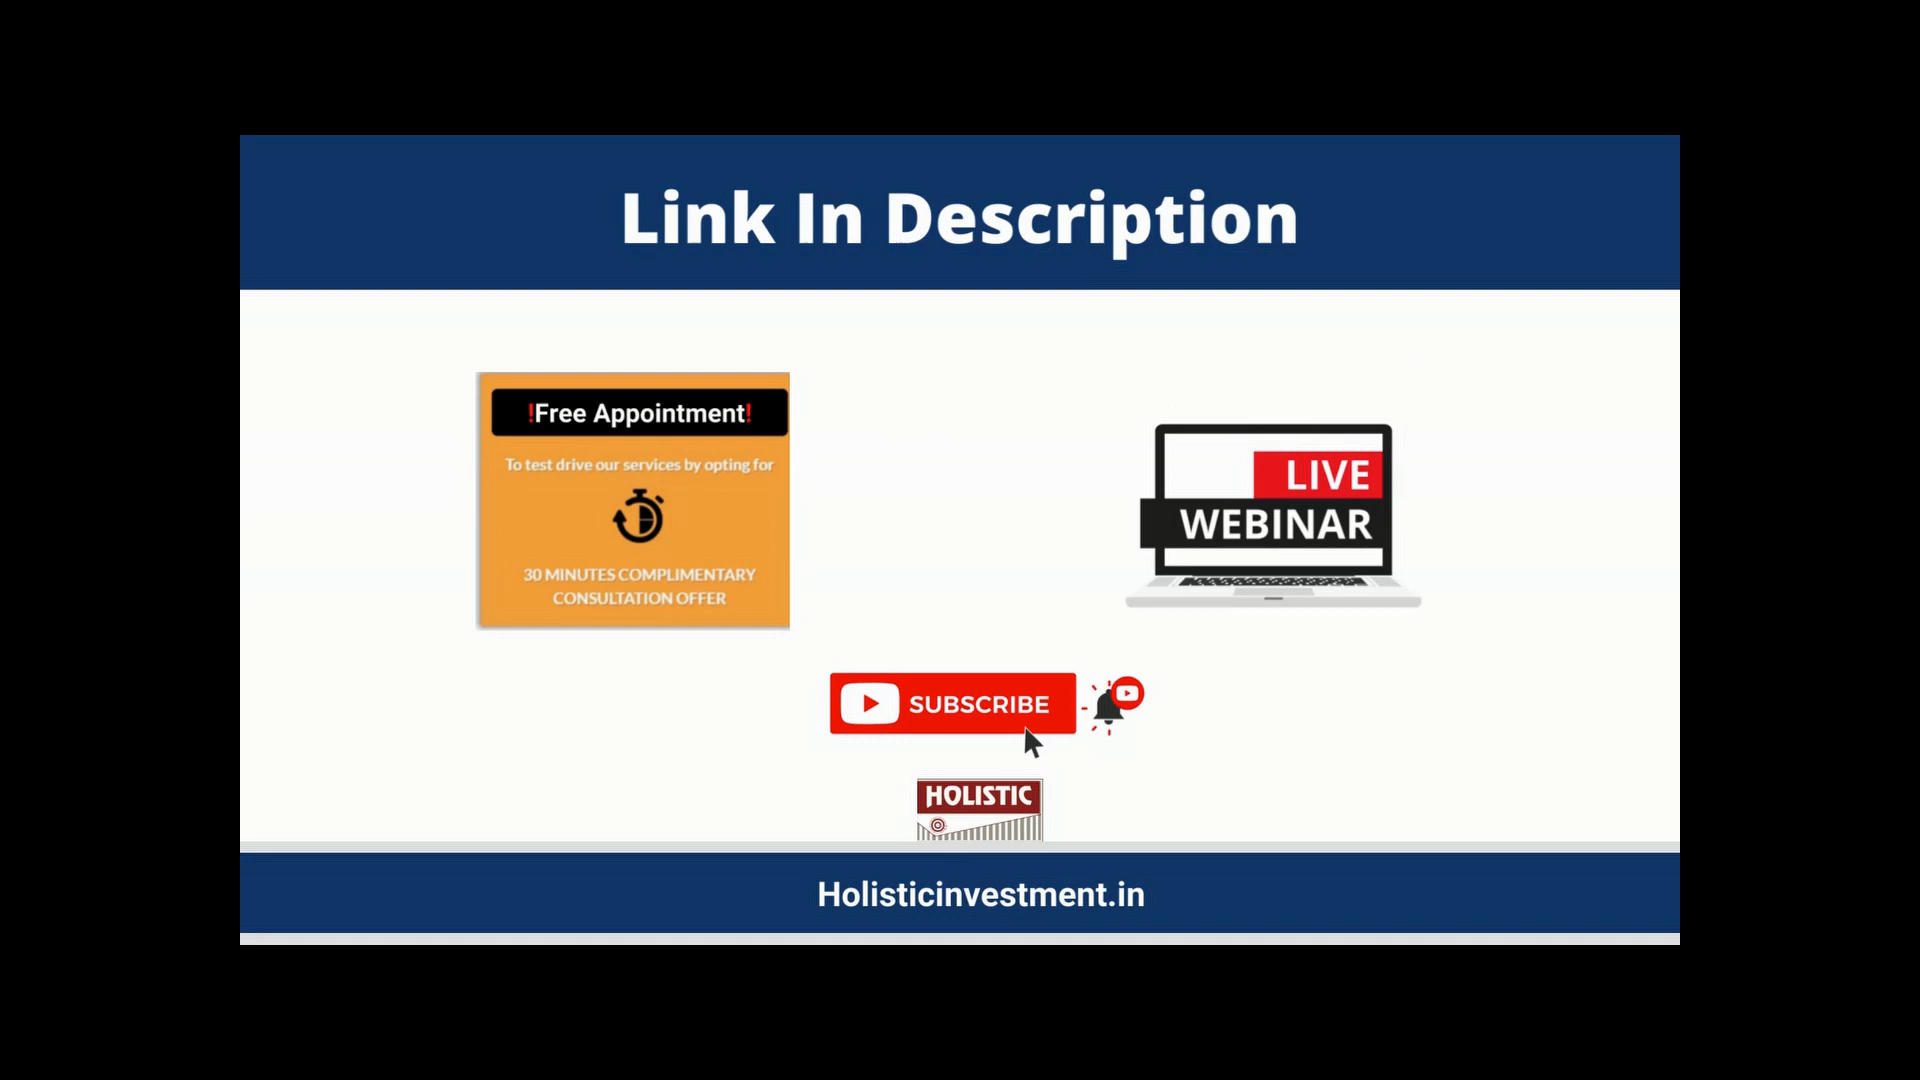 Link In Description
!Free Appointment!
To test drive our services by opting for
30 MINUTES COMPLIMENTARY
CONSULTATION OFFER
LIVE
WEBINAR
SUBSCRIBE
HOLISTIC
Holisticinvestment.in